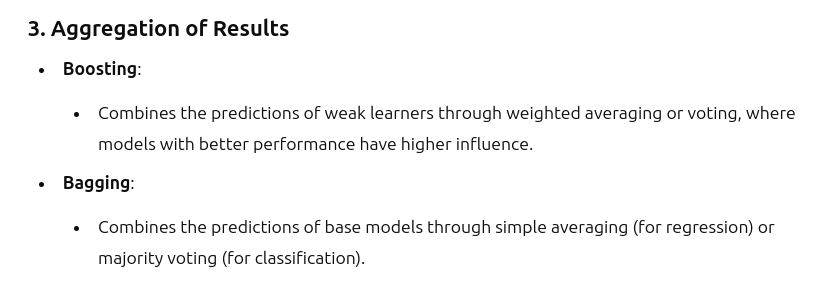 3. Aggregation of Results
• Boosting:
• Combines the predictions of weak learners through weighted averaging or voting, where
models with better performance have higher influence.
• Bagging:
• Combines the predictions of base models through simple averaging (for regression) or
majority voting (for classification).